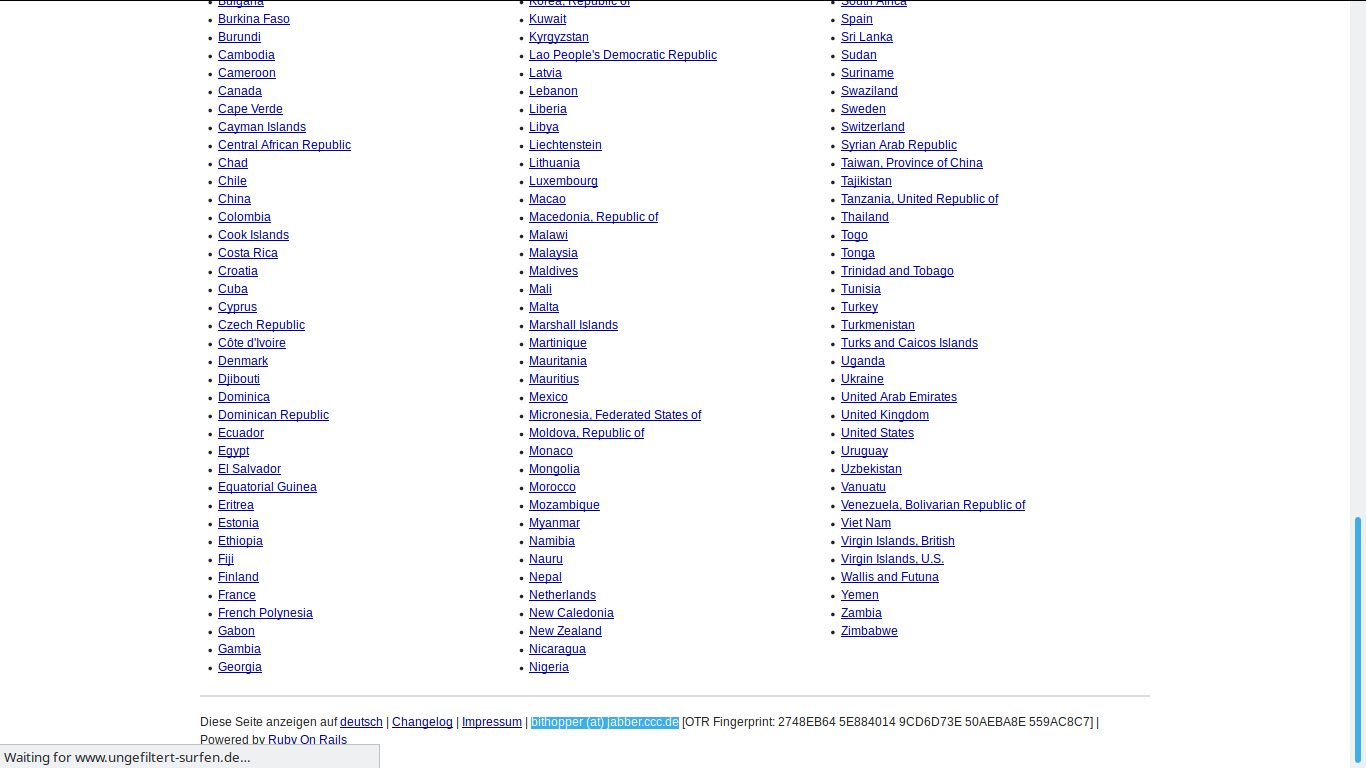 Bulgaria
Burkina Faso
Burundi
Cambodia
Cameroon
Canada
Cape Verde
Cayman Islands
Central African Republic
Chad
Chile
China
Colombia
Cook Islands
Costa Rica
Croatia
Cuba
Cyprus
Czech Republic
Côte d'Ivoire
Denmark
Djibouti
Dominica
Dominican Republic
Ecuador
Egypt
El Salvador
Equatorial Guinea
Eritrea
Estonia
Ethiopia
Fiji
Finland
France
French Polynesia
Gabon
Gambia
Georgia
Korea, Republic of
Kuwait
Kyrgyzstan
Lao People's Democratic Republic
Latvia
Lebanon
Liberia
Libya
Liechtenstein
Lithuania
Luxembourg
Macao
Macedonia, Republic of
Malawi
Malaysia
Maldives
Mali
Malta
Marshall Islands
Martinique
Mauritania
Mauritius
Mexico
Micronesia, Federated States of
Moldova, Republic of
Monaco
Mongolia
Morocco
Mozambique
Myanmar
Namibia
Nauru
Nepal
Netherlands
New Caledonia
New Zealand
Nicaragua
Nigeria
South Africa
Spain
Sri Lanka
Sudan
Suriname
Swaziland
Sweden
Switzerland
Syrian Arab Republic
Taiwan, Province of China
Tajikistan
Tanzania, United Republic of
Thailand
Togo
Tonga
Trinidad and Tobago
Tunisia
Turkey
Turkmenistan
Turks and Caicos Islands
Uganda
Ukraine
United Arab Emirates
United Kingdom
United States
Uruguay
Uzbekistan
Vanuatu
Venezuela, Bolivarian Republic of
Viet Nam
Virgin Islands, British
Virgin Islands, U.S.
Wallis and Futuna
Yemen
Zambia
Zimbabwe
Diese Seite anzeigen auf deutsch | Changelog | Impressum | bithopper (at) jabber.ccc.de [OTR Fingerprint: 2748EB64 5E884014 9CD6D73E 50AEBA8E 559AC8C7] |
Powered by Ruby On Rails
Waiting for www.ungefiltert-surfen.de...